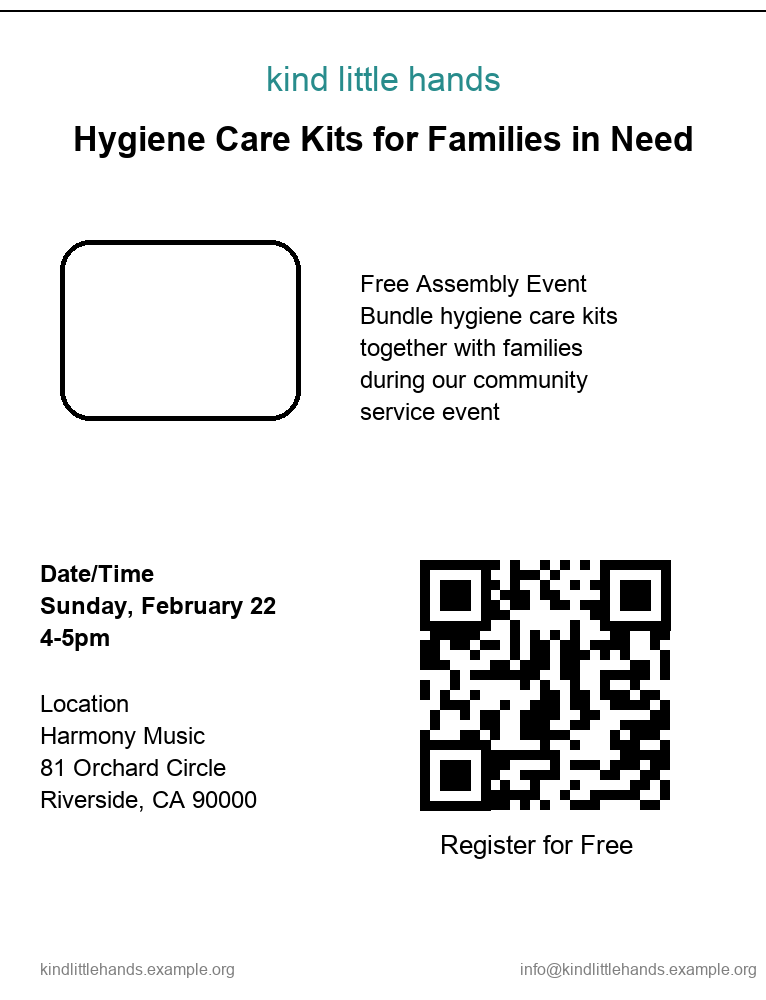 kind little hands
Hygiene Care Kits for Families in Need
Free Assembly Event
Bundle hygiene care kits
together with families
during our community
service event
Date/Time
Sunday, February 22
4-5pm
Location
Harmony Music
81 Orchard Circle
Riverside, CA 90000
Register for Free
kindlittlehands.example.org
info@kindlittlehands.example.org